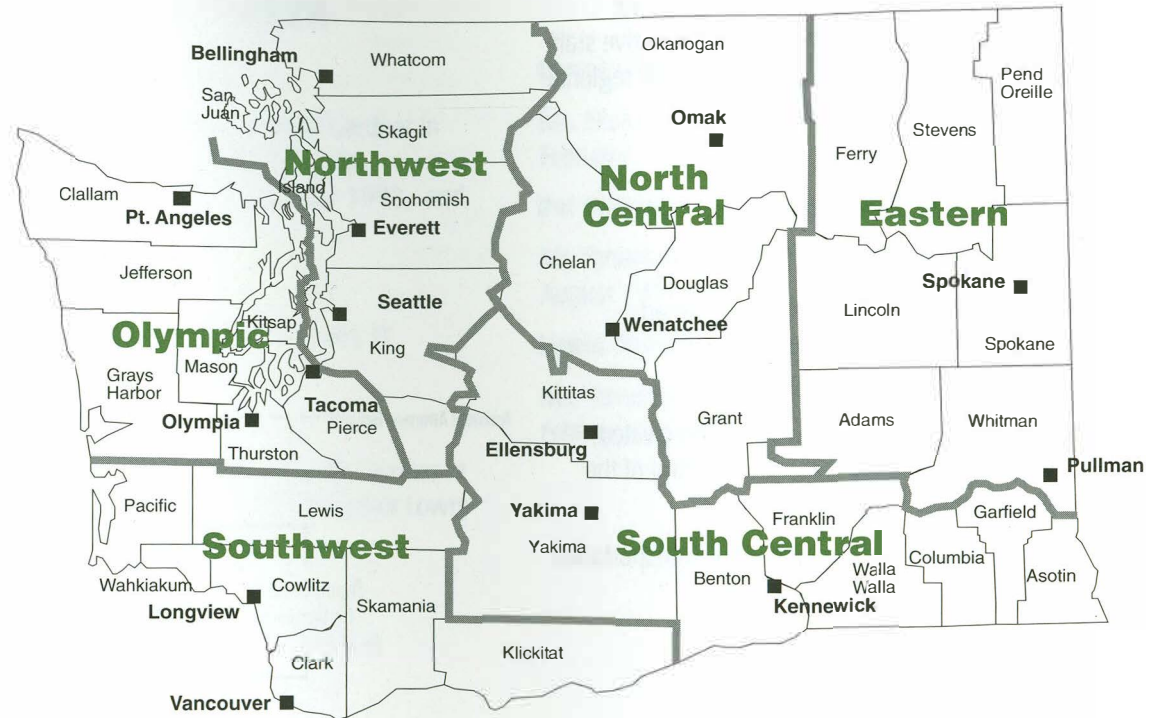 Okanogan
Bellingham
Whatcom
Pend
Oreille
San
Juan
Omak
Skagit
Stevens
Ferry
Northwest
North
Central
Island
Clallam
Snohomish
Eastern
Pt. Angeles
Everett
Chelan
Jefferson
Douglas
Spokane
Seattle
Lincoln
Kitsap
Wenatchee
Olympic
King
Spokane
Mason
Grays
Harbor
Kittitas
Tacoma
Pierce
Grant
Adams
Whitman
Olympia
Ellensburg
Thurston
Pullman
Pacific
Lewis
Yakima
Franklin
Garfield
Southwest
Yakima
South Central
Columbia
Walla
Walla
Benton
Asotin
Wahkiakum
Cowlitz
Longview
Skamania
Kennewick
Klickitat
Clark
Vancouver